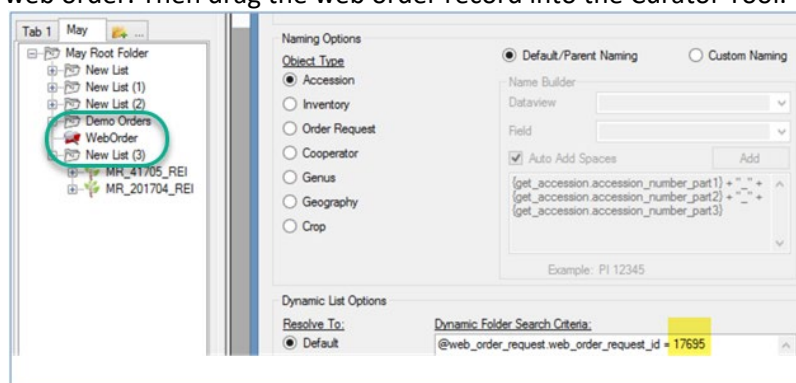 web order. Then drag the web order record into the Curator Tool.
Tab 1 May ...
May Root Folder
New List
New List (1)
New List (2)
Demo Orders
WebOrder
New List (3)
MR_41705_REI
MR_201704_REI
Naming Options
Object Type
Accession
Inventory
Order Request
Cooperator
Genus
Geography
Crop
Default/Parent Naming Custom Naming
Name Builder
Dataview
Field
Auto Add Spaces Add
{get_accession.accession_number_part1} + "_" +
{get_accession.accession_number_part2} + "_" +
{get_accession.accession_number_part3}
Example: PI 12345
Dynamic List Options
Resolve To:
Default
Dynamic Folder Search Criteria:
@web_order_request.web_order_request_id = 17695